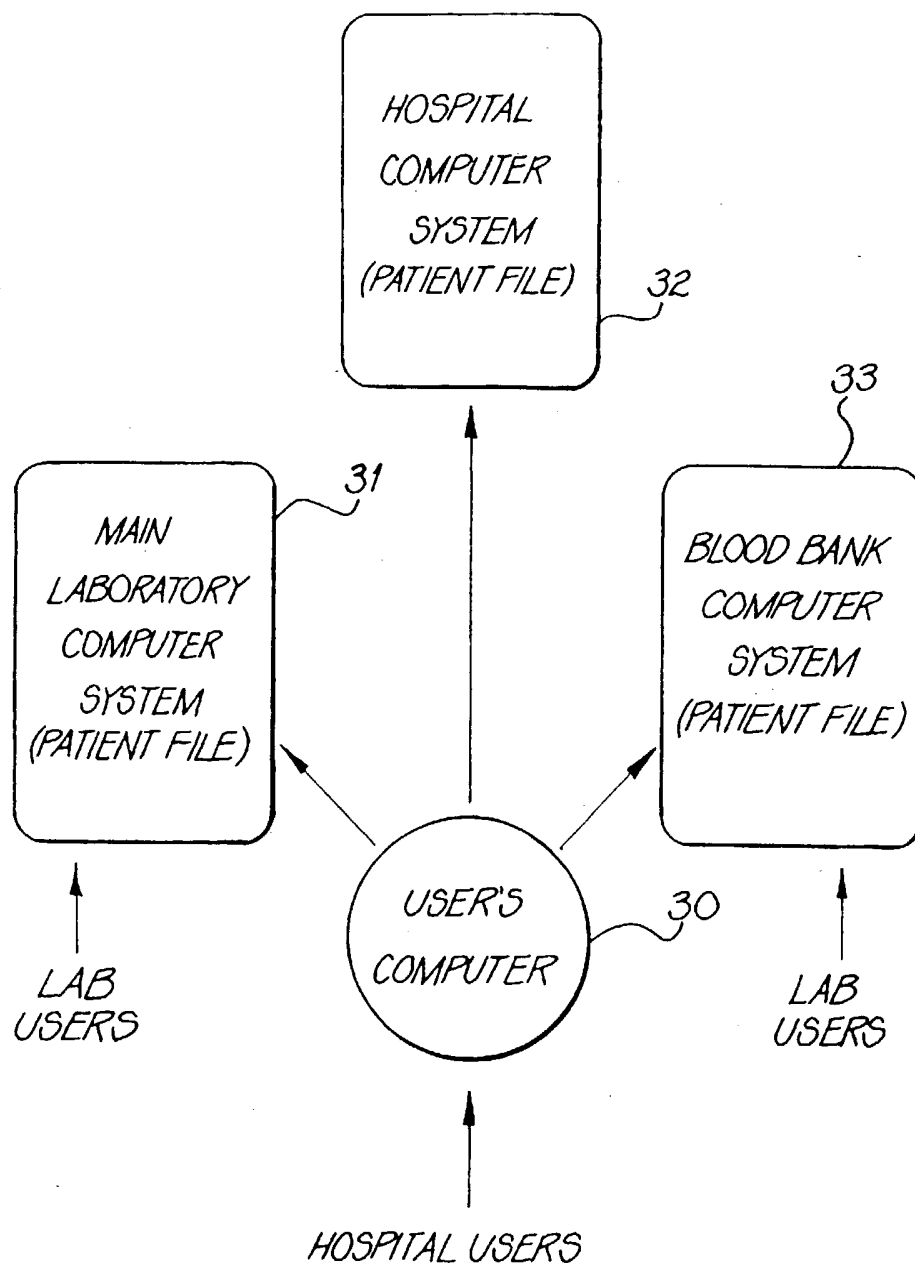 HOSPITAL
COMPUTER
SYSTEM
(PATIENT FILE)
32
33
31
MAIN
LABORATORY
COMPUTER
SYSTEM
(PATIENT FILE)
BLOOD BANK
COMPUTER
SYSTEM
(PATIENT FILE)
USER'S
COMPUTER
30
LAB
USERS
LAB
USERS
HOSPITAL USERS